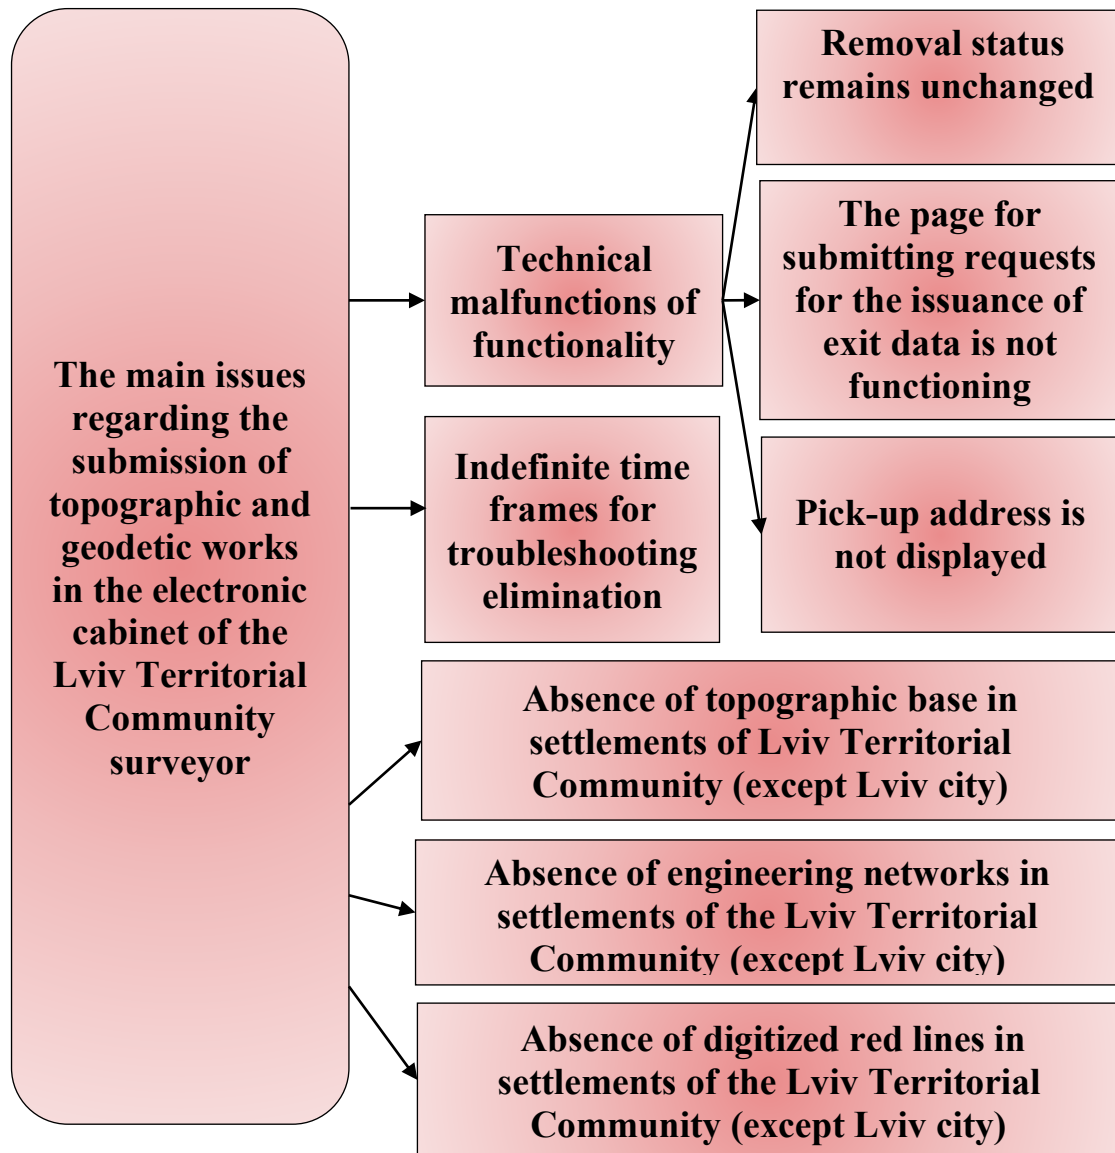 The main issues
regarding the
submission of
topographic and
geodetic works
in the electronic
cabinet of the
Lviv Territorial
Community
surveyor
Technical
malfunctions of
functionality
Removal status
remains unchanged
The page for
submitting requests
for the issuance of
exit data is not
functioning
Pick-up address is
not displayed
Indefinite time
frames for
troubleshooting
elimination
Absence of topographic base in
settlements of Lviv Territorial
Community (except Lviv city)
Absence of engineering networks in
settlements of the Lviv Territorial
Community (except Lviv city)
Absence of digitized red lines in
settlements of the Lviv Territorial
Community (except Lviv city)